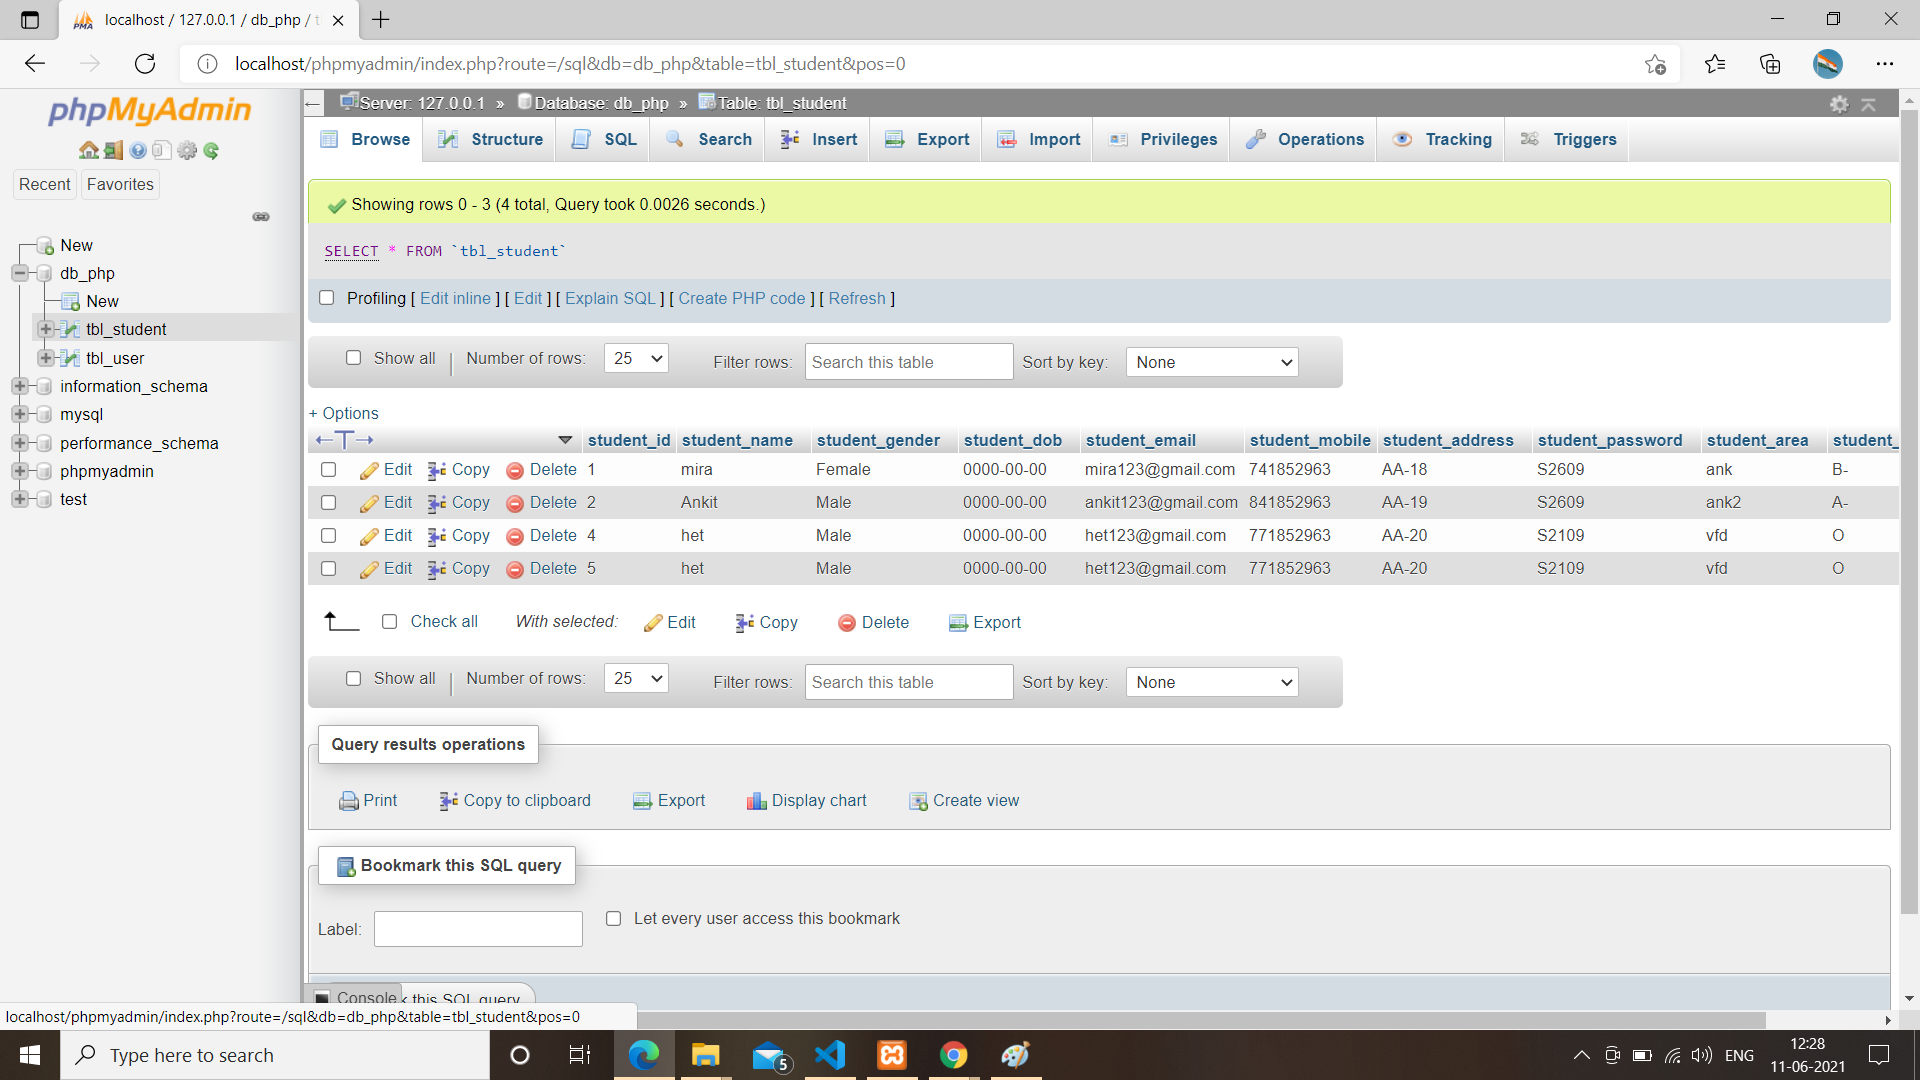 localhost / 127.0.0.1 / db_php / t
localhost/phpmyadmin/index.php?route=/sql&db=db_php&table=tbl_student&pos=0
phpMyAdmin
Recent Favorites
New
db_php
New
tbl_student
tbl_user
information_schema
mysql
performance_schema
phpmyadmin
test
Server: 127.0.0.1 » Database: db_php » Table: tbl_student
Browse Structure SQL Search Insert Export Import Privileges Operations Tracking Triggers
Showing rows 0 - 3 (4 total, Query took 0.0026 seconds.)
SELECT * FROM `tbl_student`
Profiling [ Edit inline ] [ Edit ] [ Explain SQL ] [ Create PHP code ] [ Refresh ]
Show all | Number of rows: 25 Filter rows: Search this table Sort by key: None
+ Options
←T→ student_id student_name student_gender student_dob student_email student_mobile student_address student_password student_area student_
Edit Copy Delete 1 mira Female 0000-00-00 mira123@gmail.com 741852963 AA-18 S2609 ank B-
Edit Copy Delete 2 Ankit Male 0000-00-00 ankit123@gmail.com 841852963 AA-19 S2609 ank2 A-
Edit Copy Delete 4 het Male 0000-00-00 het123@gmail.com 771852963 AA-20 S2109 vfd O
Edit Copy Delete 5 het Male 0000-00-00 het123@gmail.com 771852963 AA-20 S2109 vfd O
Check all With selected: Edit Copy Delete Export
Show all | Number of rows: 25 Filter rows: Search this table Sort by key: None
Query results operations
Print Copy to clipboard Export Display chart Create view
Bookmark this SQL query
Label: Let every user access this bookmark
Console k this SQL query
localhost/phpmyadmin/index.php?route=/sql&db=db_php&table=tbl_student&pos=0
Type here to search
5
ENG
12:28
11-06-2021